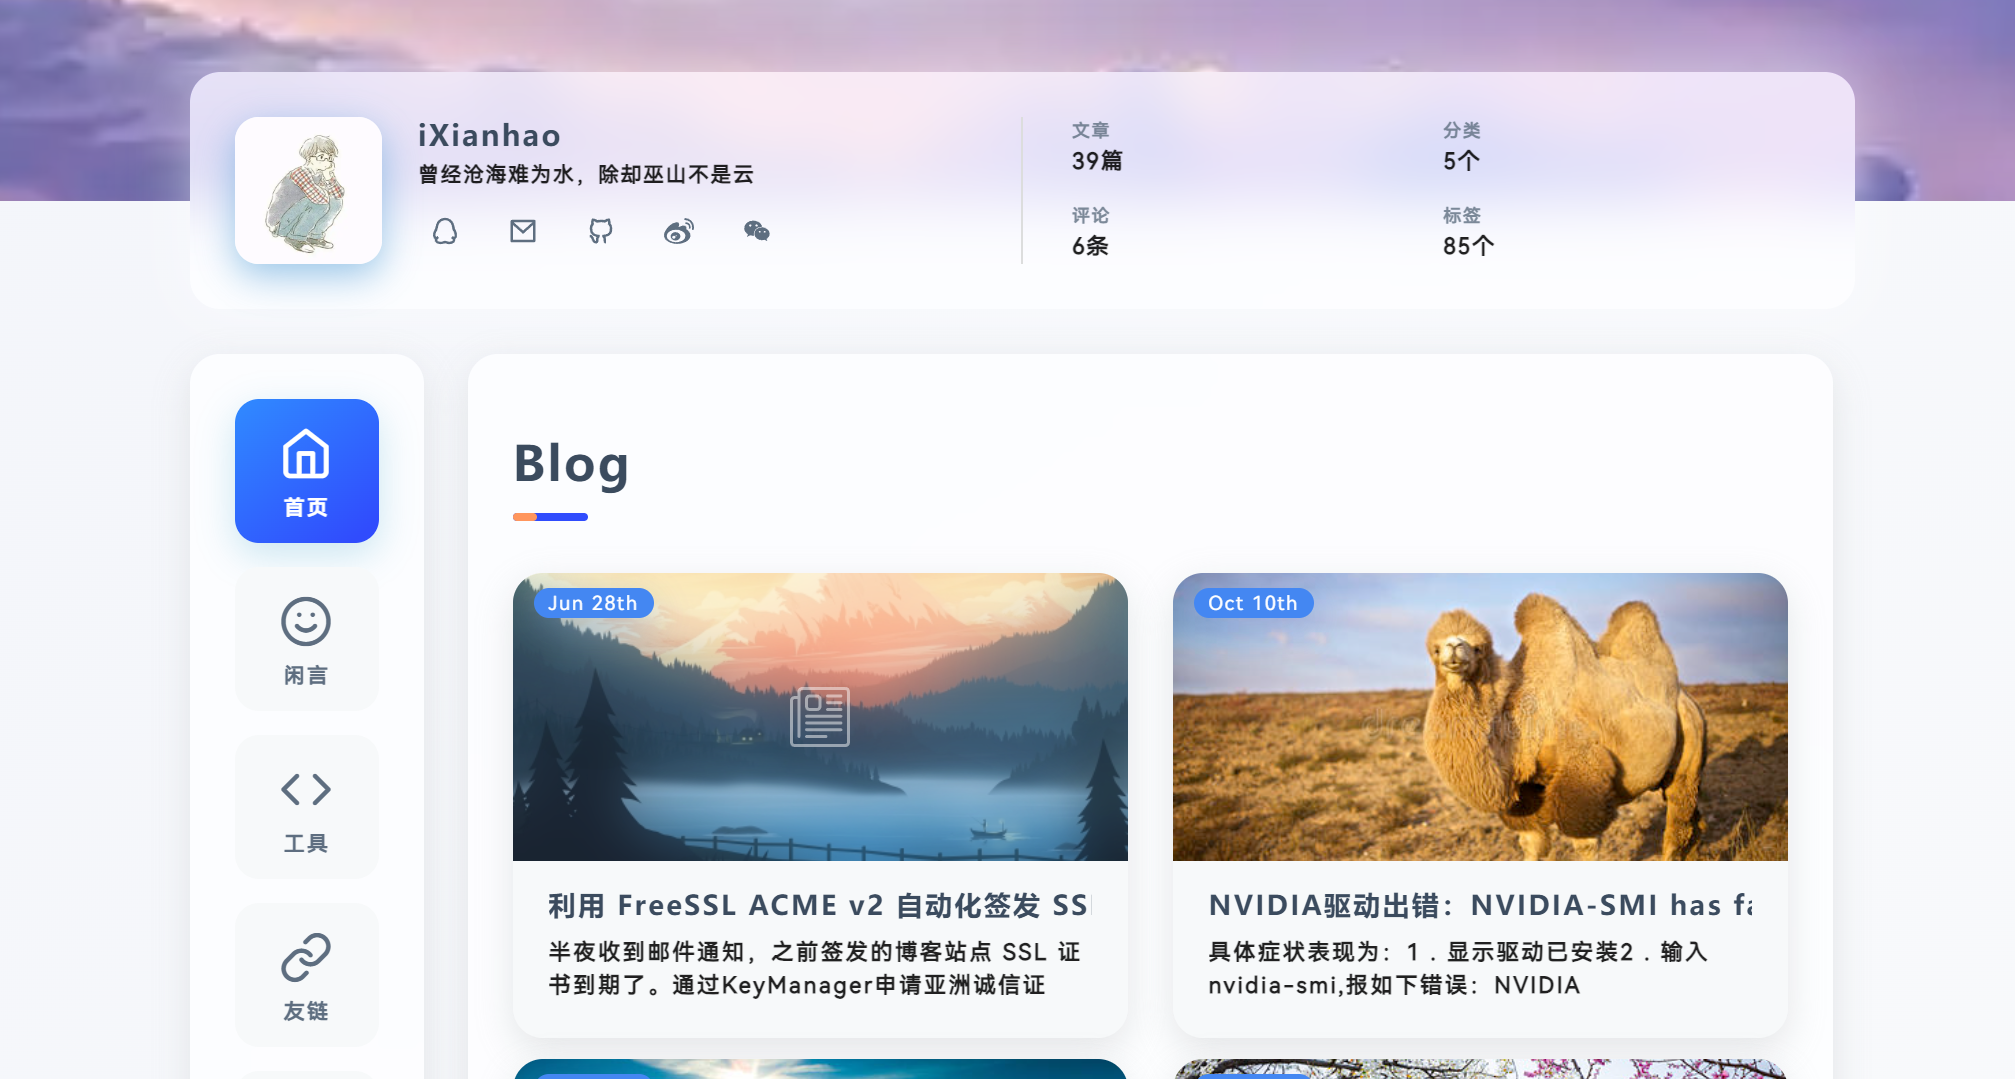 iXianhao
曾经沧海难为水，除却巫山不是云
文章
39篇
分类
5个
评论
6条
标签
85个
首页
闲言
工具
友链
Blog
Jun 28th
利用 FreeSSL ACME v2 自动化签发 SS
半夜收到邮件通知，之前签发的博客站点 SSL 证
书到期了。通过KeyManager申请亚洲诚信证
Oct 10th
NVIDIA驱动出错：NVIDIA-SMI has fa
具体症状表现为：1．显示驱动已安装2．输入
nvidia-smi,报如下错误：NVIDIA